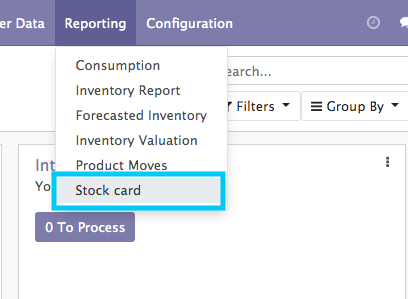 er Data Reporting Configuration
Consumption
earch...
Inventory Report
Filters Group By
Forecasted Inventory
Inventory Valuation
Int
Product Moves
Yo
Stock card
0 To Process